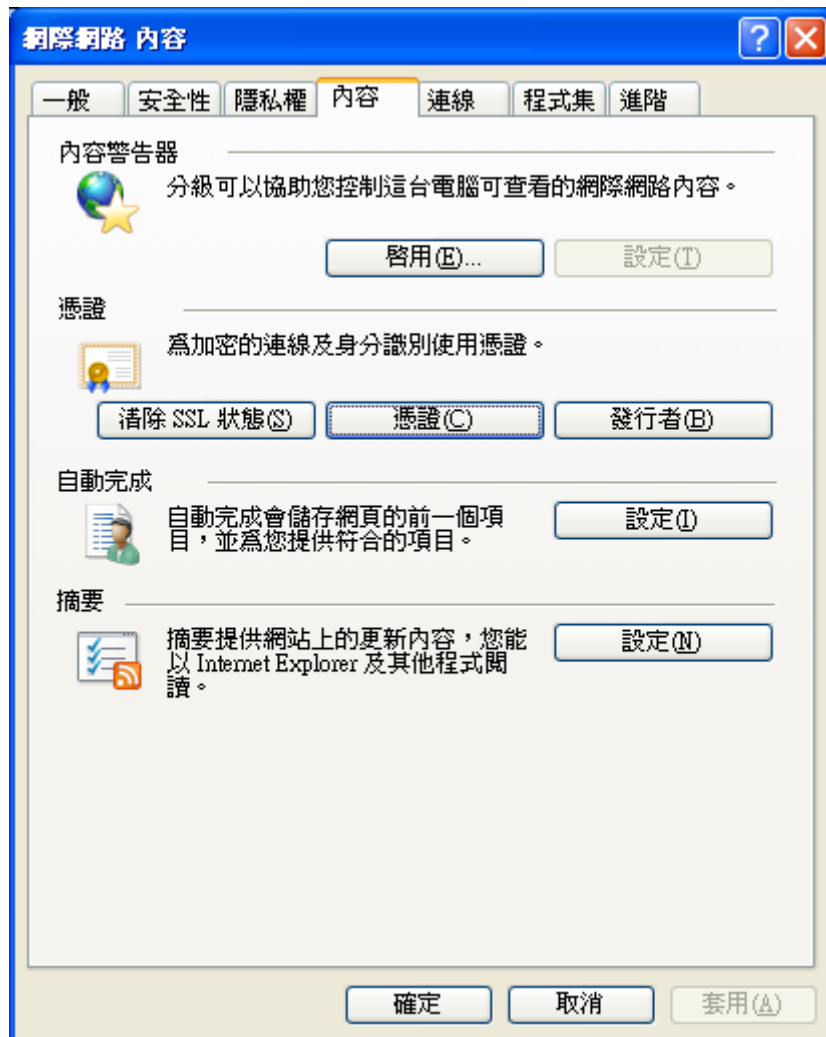 網際網路 內容
一般 安全性 隱私權 內容 連線 程式集 進階
內容警告器
分級可以協助您控制這台電腦可查看的網際網路內容。
啓用(E)... 設定(T)
憑證
爲加密的連線及身分識別使用憑證。
清除 SSL 狀態(S) 憑證(C) 發行者(B)
自動完成
自動完成會儲存網頁的前一個項
目，並爲您提供符合的項目。
設定(I)
摘要
摘要提供網站上的更新內容，您能
以 Internet Explorer 及其他程式閱
讀。
設定(N)
確定 取消 套用(A)